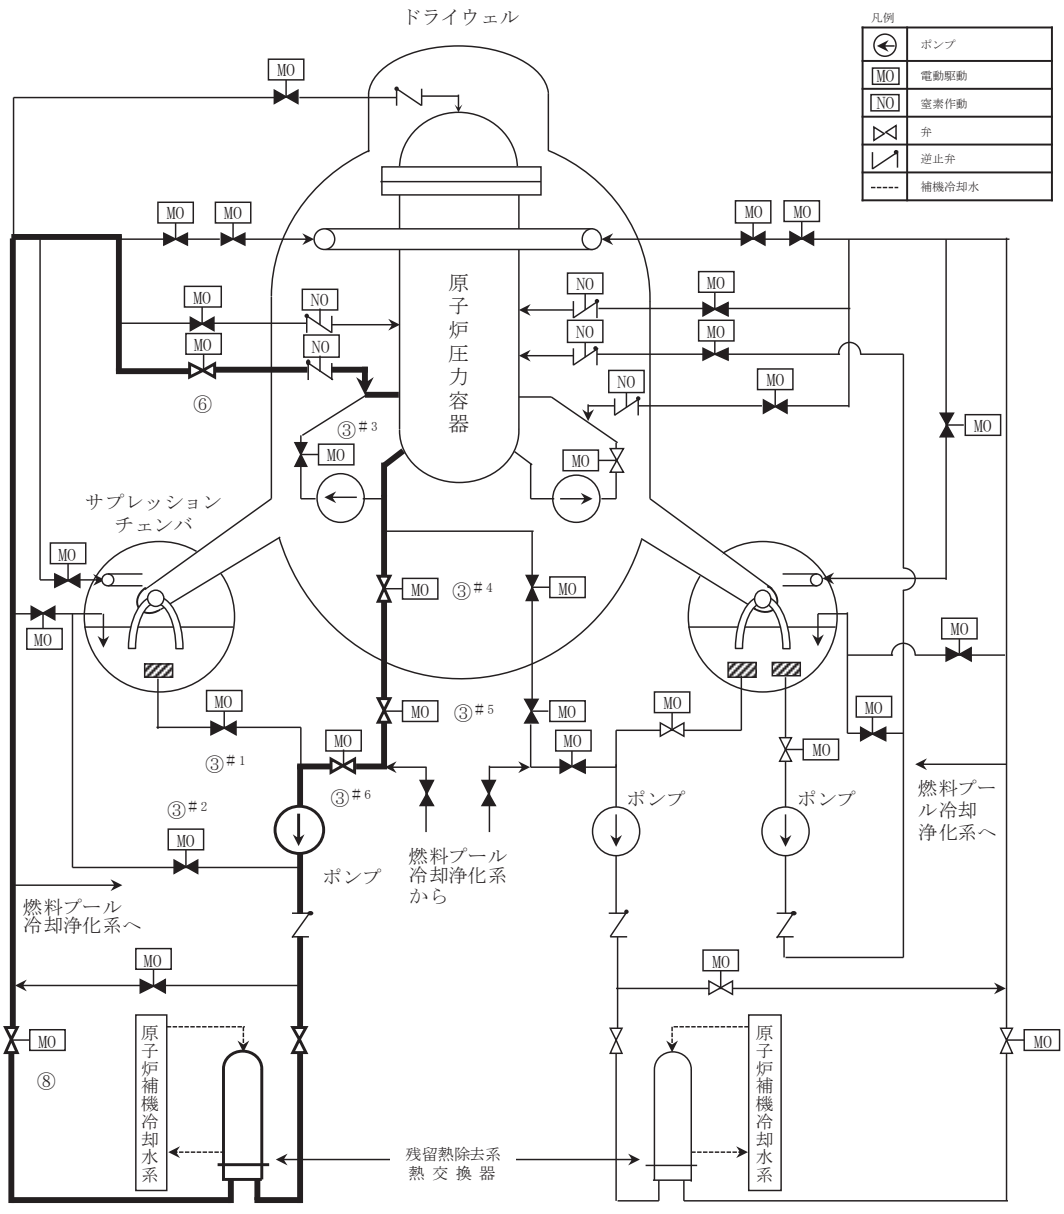 ドライウェル
凡例
ポンプ
MO 電動駆動
NO 窒素作動
弁
逆止弁
補機冷却水
MO
MO
MO
MO
MO
原子炉圧力容器
MO
NO
MO
NO
⑥
NO
MO
NO
MO
NO
MO
③#3
MO
MO
MO
サプレッション
チェンバ
MO
MO
MO
③#4
MO
MO
MO
③#1
MO
③#5
MO
MO
③#6
MO
MO
MO
MO
③#2
MO
ポンプ
ポンプ
ポンプ
燃料プール
冷却浄化系
から
燃料プール
冷却浄化系へ
燃料プー
ル冷却
浄化系へ
MO
MO
MO
MO
⑧
原子炉補機冷却水系
原子炉補機冷却水系
残留熱除去系
熱交換器